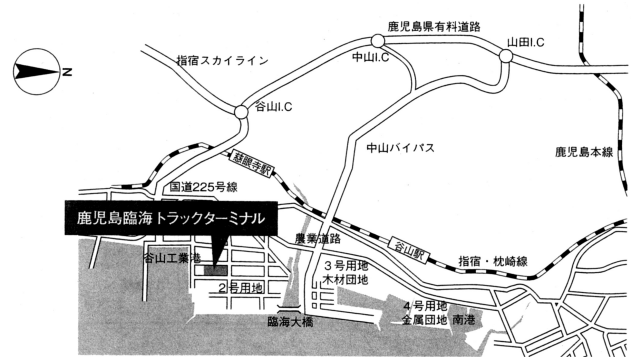 鹿児島県有料道路
山田I.C
中山I.C
指宿スカイライン
N
谷山I.C
中山バイパス
鹿児島本線
慈眼寺駅
国道225号線
鹿児島臨海トラックターミナル
農業道路
谷山駅
谷山工業港
3号用地
木材団地
指宿・枕崎線
2号用地
4号用地
金属団地 南港
臨海大橋